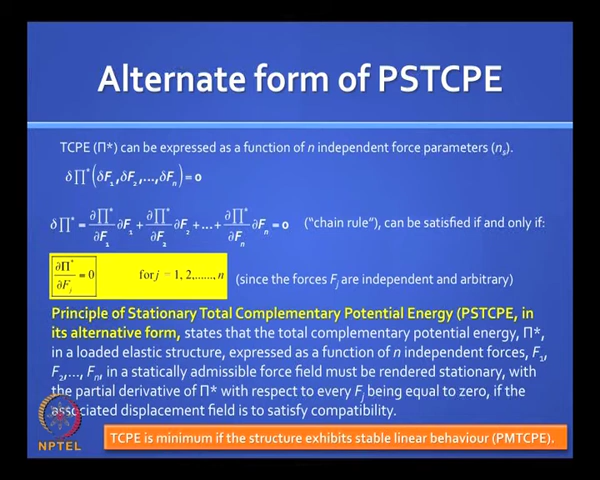 Alternate form of PSTCPE
TCPE (Π*) can be expressed as a function of n independent force parameters (nₛ).
δ∏*(δF₁,δF₂,...,δFₙ)=0
δ∏* = ∂∏*/∂F₁ ∂F₁ + ∂∏*/∂F₂ ∂F₂ + ... + ∂∏*/∂Fₙ ∂Fₙ = 0 ("chain rule"), can be satisfied if and only if:
∂Π*/∂Fⱼ = 0 for j = 1, 2,......, n (since the forces Fⱼ are independent and arbitrary)
Principle of Stationary Total Complementary Potential Energy (PSTCPE, in
its alternative form, states that the total complementary potential energy, Π*,
in a loaded elastic structure, expressed as a function of n independent forces, F₁,
F₂,..., Fₙ, in a statically admissible force field must be rendered stationary, with
the partial derivative of Π* with respect to every Fⱼ being equal to zero, if the
associated displacement field is to satisfy compatibility.
TCPE is minimum if the structure exhibits stable linear behaviour (PMTCPE).
NPTEL